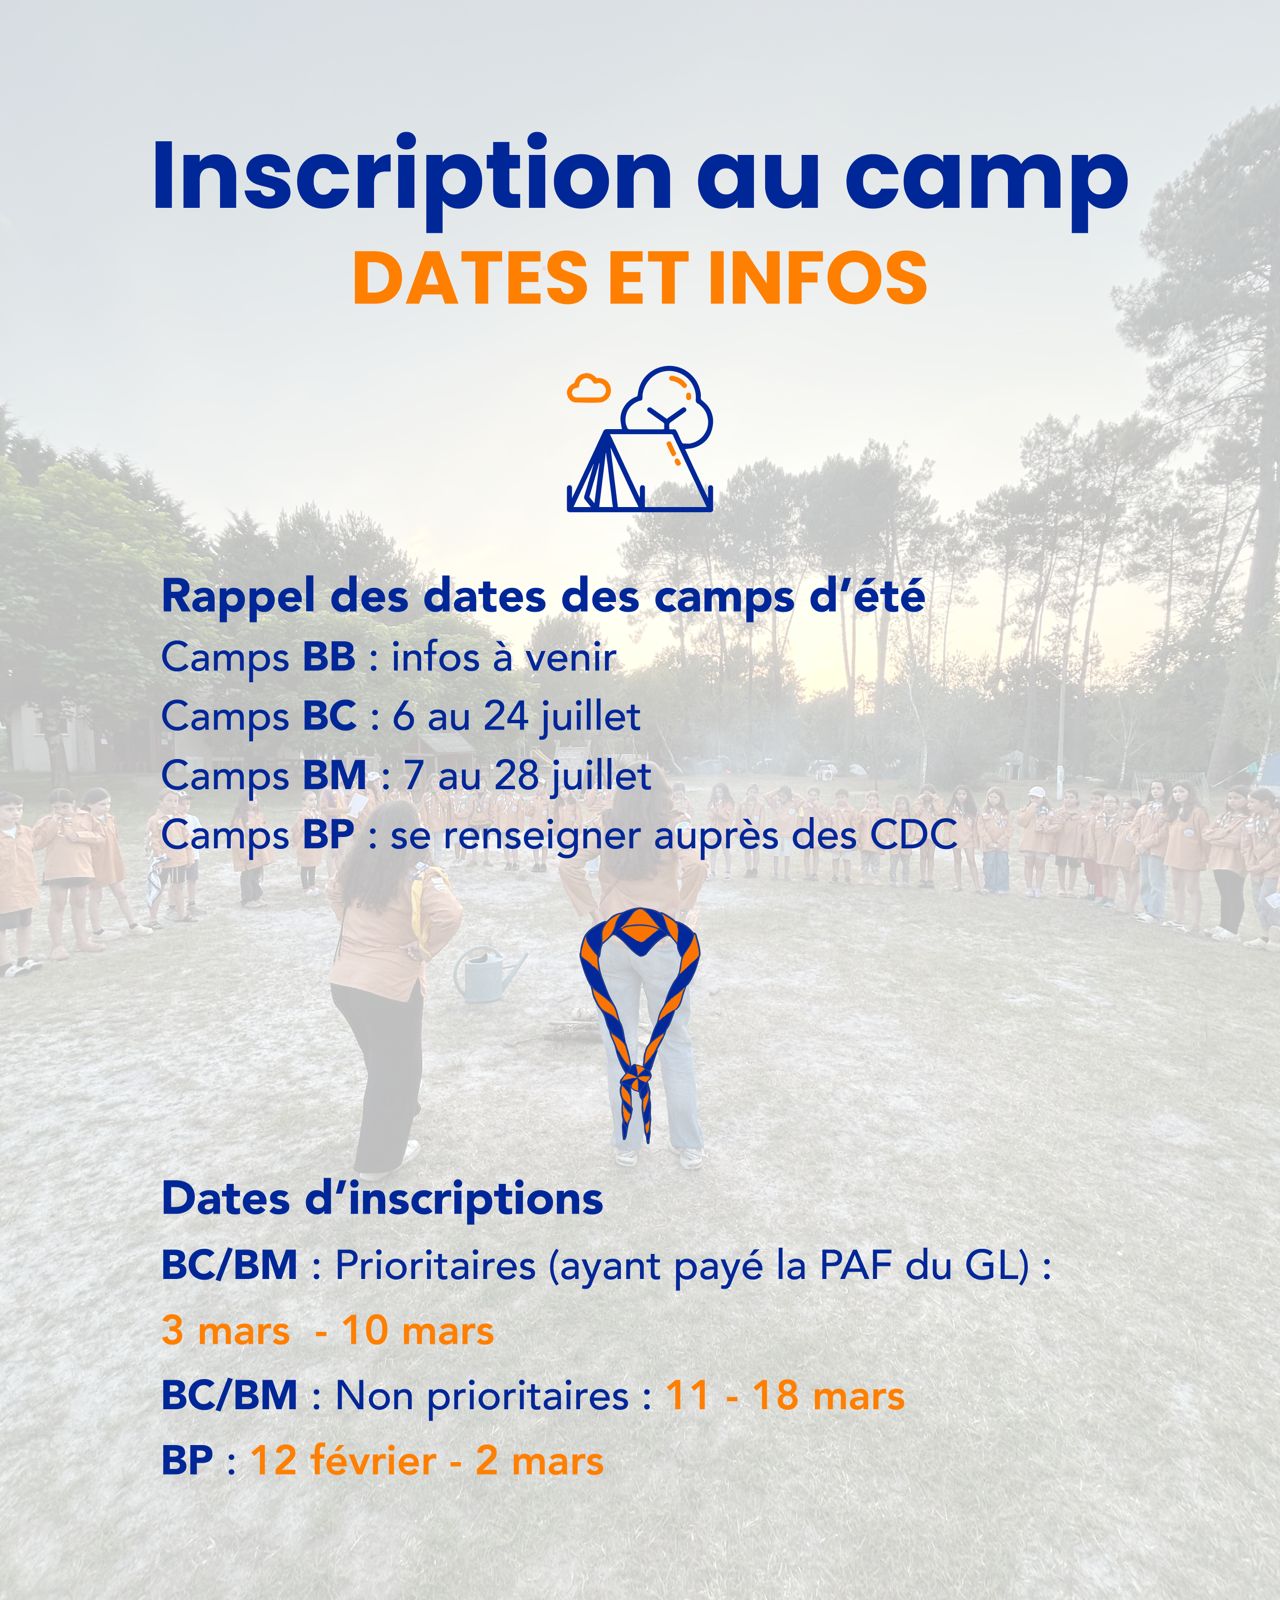 Inscription au camp
DATES ET INFOS
Rappel des dates des camps d’été
Camps BB : infos à venir
Camps BC : 6 au 24 juillet
Camps BM : 7 au 28 juillet
Camps BP : se renseigner auprès des CDC
Dates d’inscriptions
BC/BM : Prioritaires (ayant payé la PAF du GL) :
3 mars - 10 mars
BC/BM : Non prioritaires : 11 - 18 mars
BP : 12 février - 2 mars